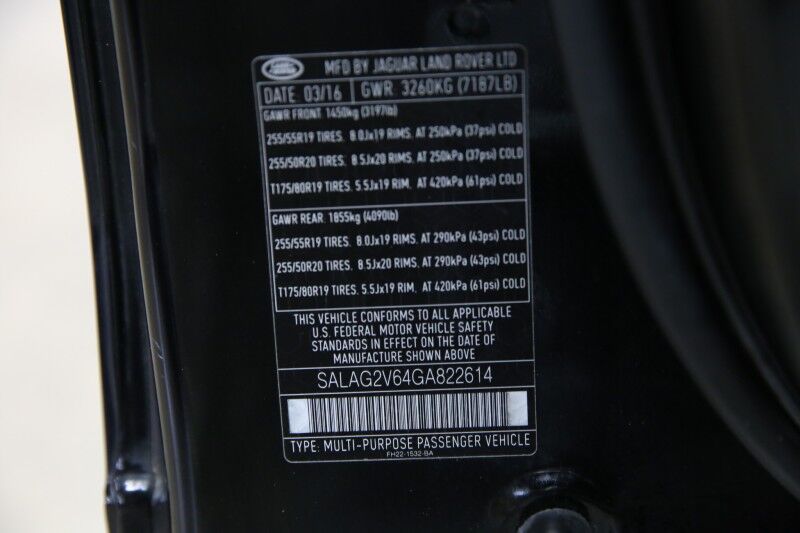 MFD BY JAGUAR LAND ROVER LTD
DATE 03/16 GWR 3260KG (7187LB)
GAWR FRONT 1450kg (3197lb)
255/55R19 TIRES. 8.0Jx19 RIMS. AT 250kPa (37psi) COLD
255/50R20 TIRES. 8.5Jx20 RIMS. AT 250kPa (37psi) COLD
T175/80R19 TIRES. 5.5Jx19 RIM. AT 420kPa (61psi) COLD
GAWR REAR 1855kg (4090lb)
255/55R19 TIRES. 8.0Jx19 RIMS. AT 290kPa (43psi) COLD
255/50R20 TIRES. 8.5Jx20 RIMS. AT 290kPa (43psi) COLD
T175/80R19 TIRES. 5.5Jx19 RIM. AT 420kPa (61psi) COLD
THIS VEHICLE CONFORMS TO ALL APPLICABLE
U.S. FEDERAL MOTOR VEHICLE SAFETY
STANDARDS IN EFFECT ON THE DATE OF
MANUFACTURE SHOWN ABOVE
SALAG2V64GA822614
TYPE: MULTI-PURPOSE PASSENGER VEHICLE
FH22-1532-BA